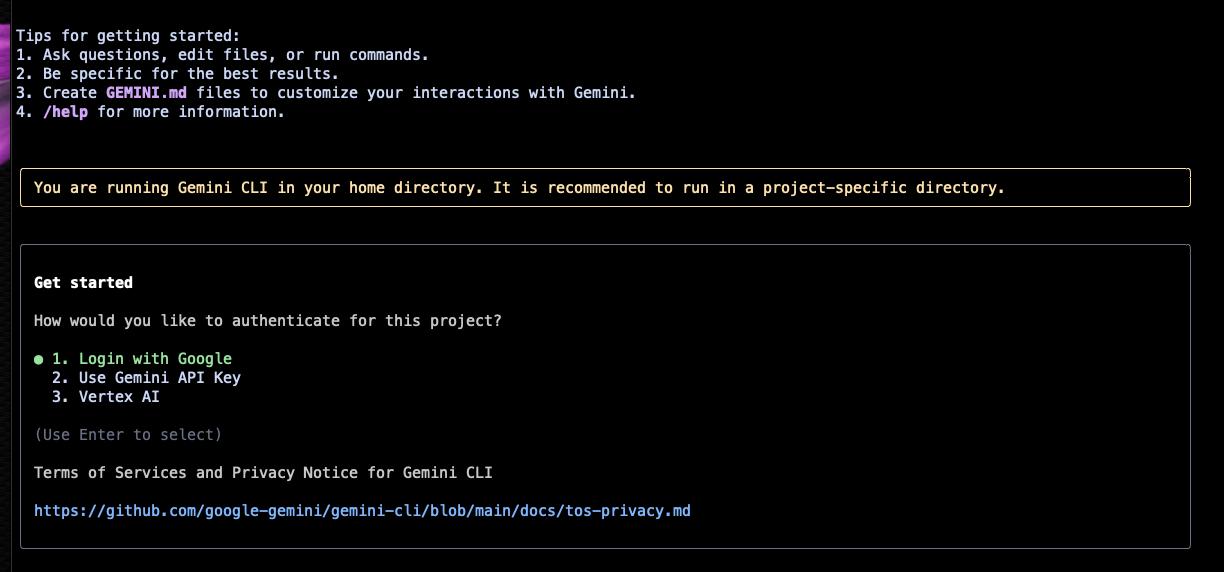 Tips for getting started:
1. Ask questions, edit files, or run commands.
2. Be specific for the best results.
3. Create GEMINI.md files to customize your interactions with Gemini.
4. /help for more information.
You are running Gemini CLI in your home directory. It is recommended to run in a project-specific directory.
Get started
How would you like to authenticate for this project?
● 1. Login with Google
2. Use Gemini API Key
3. Vertex AI
(Use Enter to select)
Terms of Services and Privacy Notice for Gemini CLI
https://github.com/google-gemini/gemini-cli/blob/main/docs/tos-privacy.md